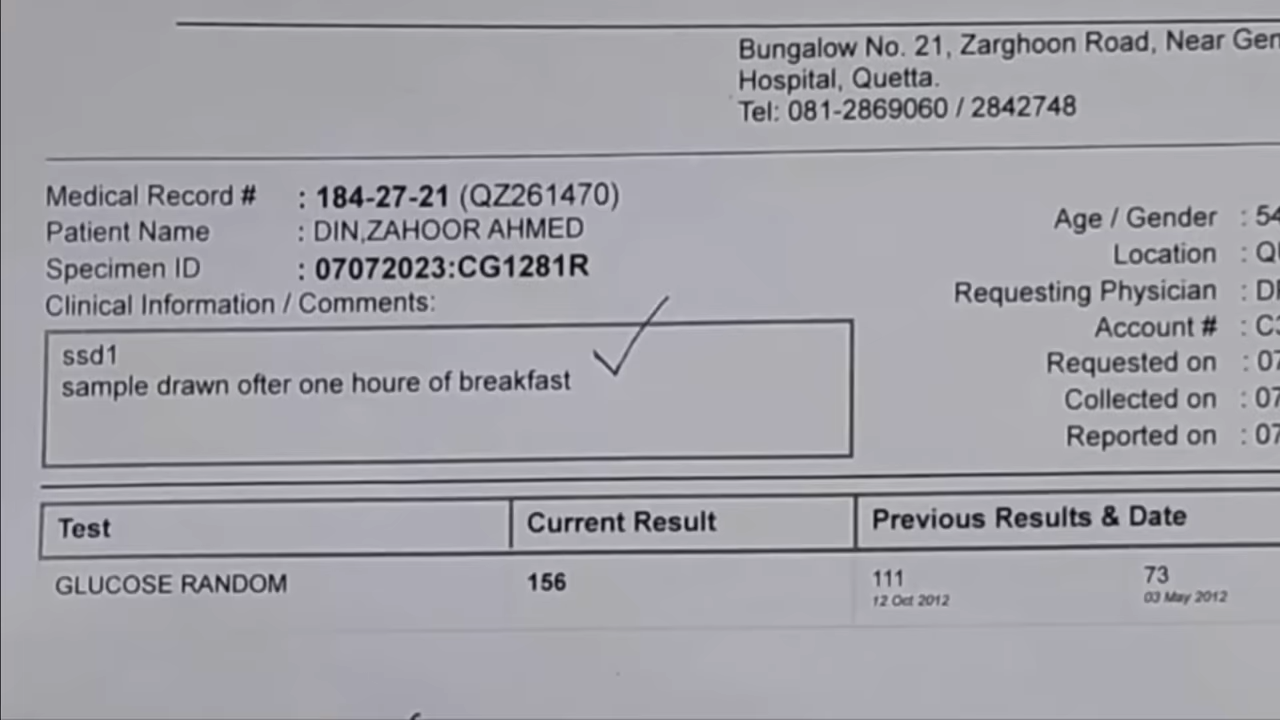 Bungalow No. 21, Zarghoon Road, Near Gen
Hospital, Quetta.
Tel: 081-2869060 / 2842748
Medical Record # : 184-27-21 (QZ261470)
Patient Name : DIN,ZAHOOR AHMED
Specimen ID : 07072023:CG1281R
Clinical Information / Comments:
Age / Gender : 54
Location : QU
Requesting Physician : DR
Account # : C3
Requested on : 07
Collected on : 07
Reported on : 07
ssd1
sample drawn ofter one houre of breakfast
Test Current Result Previous Results & Date
GLUCOSE RANDOM 156 111 73
12 Oct 2012 03 May 2012